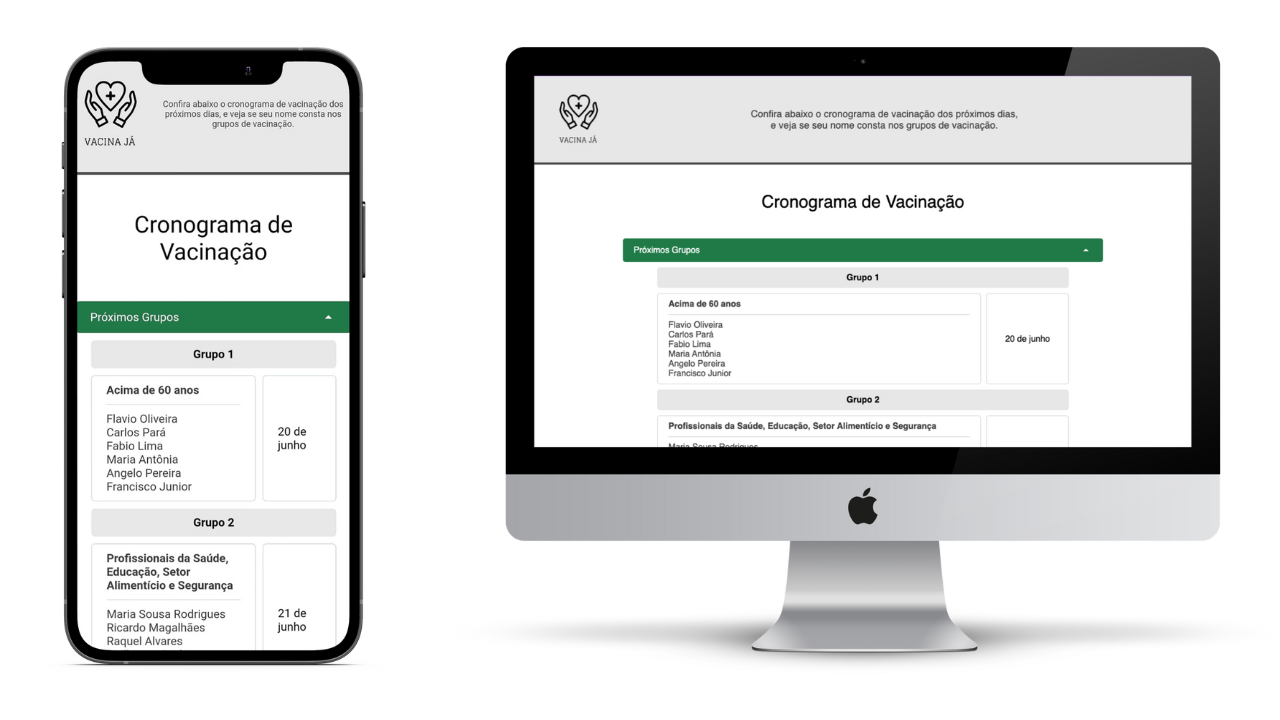 VACINA JÁ
Confira abaixo o cronograma de vacinação dos
próximos dias, e veja se seu nome consta nos
grupos de vacinação.
Cronograma de
Vacinação
Próximos Grupos
Grupo 1
Acima de 60 anos
Flavio Oliveira
Carlos Pará
Fabio Lima
Maria Antônia
Angelo Pereira
Francisco Junior
20 de
junho
Grupo 2
Profissionais da Saúde,
Educação, Setor
Alimentício e Segurança
Maria Sousa Rodrigues
Ricardo Magalhães
Raquel Alvares
21 de
junho
VACINA JÁ
Confira abaixo o cronograma de vacinação dos próximos dias,
e veja se seu nome consta nos grupos de vacinação.
Cronograma de Vacinação
Próximos Grupos
Grupo 1
Acima de 60 anos
Flavio Oliveira
Carlos Pará
Fabio Lima
Maria Antônia
Angelo Pereira
Francisco Junior
20 de junho
Grupo 2
Profissionais da Saúde, Educação, Setor Alimentício e Segurança
Maria Sousa Rodrigues